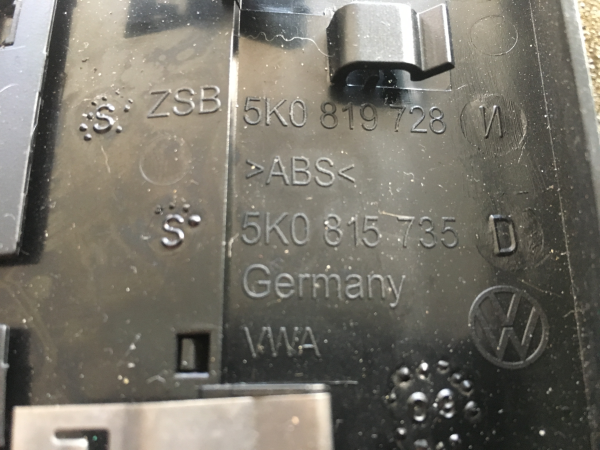 S ZSB 5K0 819 728 И
>ABS<
S 5K0 815 735 D
Germany
VWA VW